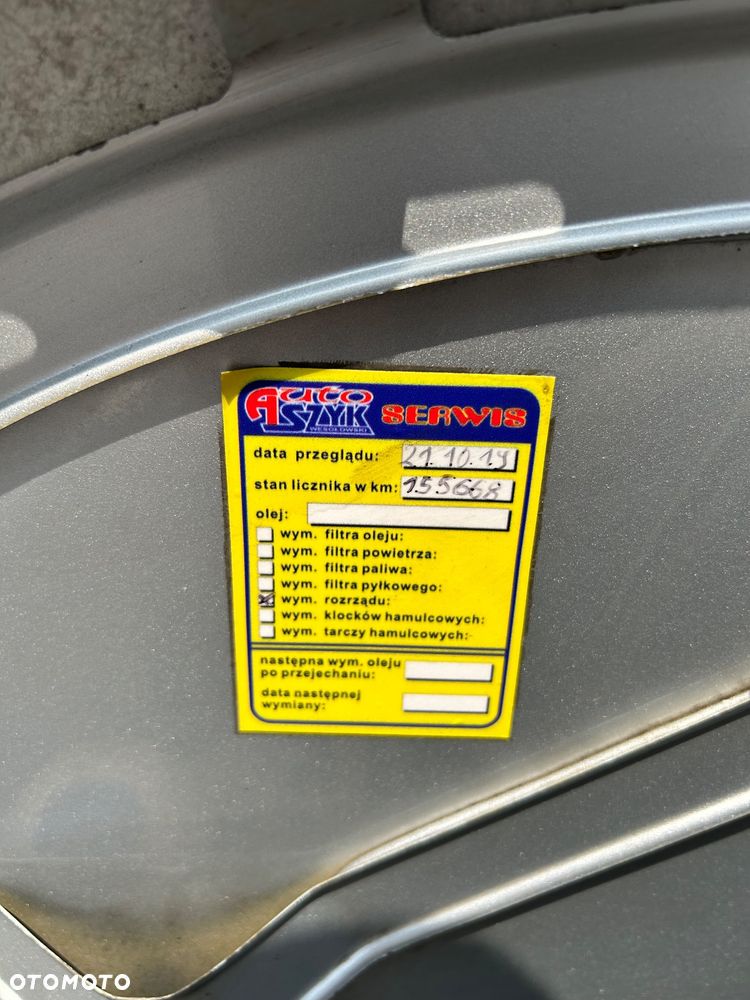 Auto
SZYK
WESOŁOWSKI
SERWIS
data przeglądu: 21.10.19
stan licznika w km: 155668
olej:
wym. filtra oleju:
wym. filtra powietrza:
wym. filtra paliwa:
wym. filtra pyłkowego:
wym. rozrządu:
wym. klocków hamulcowych:
wym. tarczy hamulcowych:
następna wym. oleju
po przejechaniu:
data następnej
wymiany:
OTOMOTO